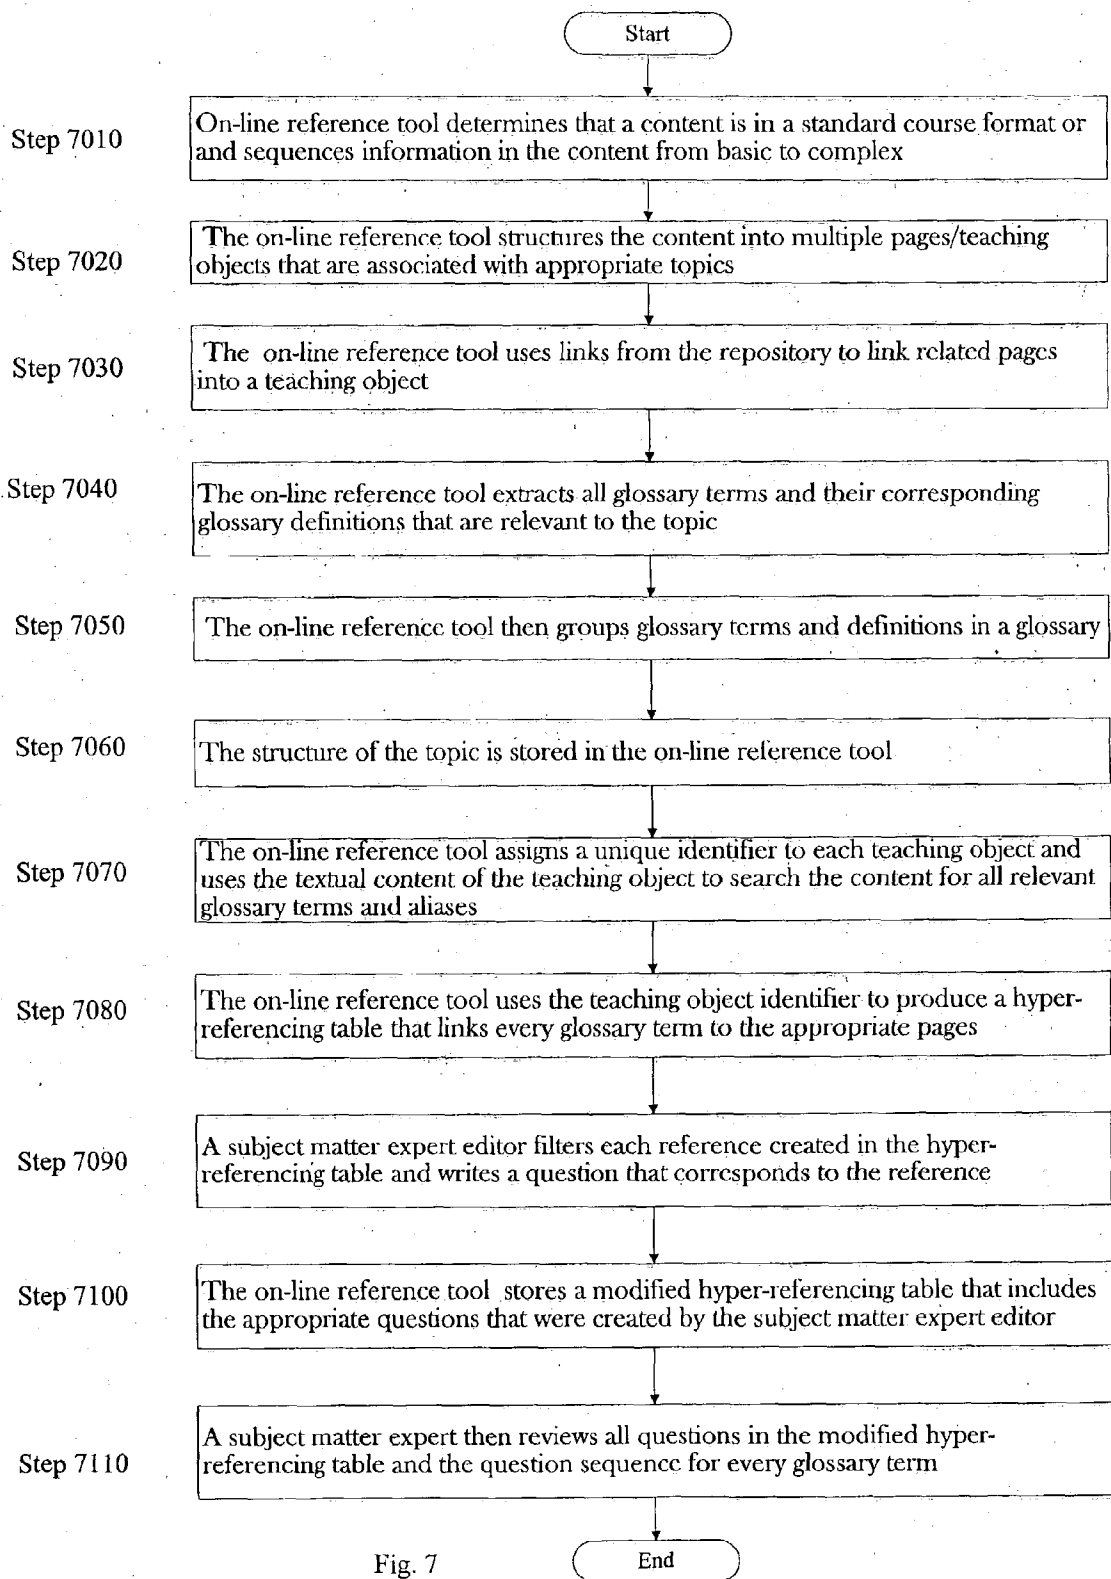 Start
Step 7010
On-line reference tool determines that a content is in a standard course format or
and sequences information in the content from basic to complex
Step 7020
The on-line reference tool structures the content into multiple pages/teaching
objects that are associated with appropriate topics
Step 7030
The on-line reference tool uses links from the repository to link related pages
into a teaching object
Step 7040
The on-line reference tool extracts all glossary terms and their corresponding
glossary definitions that are relevant to the topic
Step 7050
The on-line reference tool then groups glossary terms and definitions in a glossary
Step 7060
The structure of the topic is stored in the on-line reference tool
Step 7070
The on-line reference tool assigns a unique identifier to each teaching object and
uses the textual content of the teaching object to search the content for all relevant
glossary terms and aliases
Step 7080
The on-line reference tool uses the teaching object identifier to produce a hyper-
referencing table that links every glossary term to the appropriate pages
Step 7090
A subject matter expert editor filters each reference created in the hyper-
referencing table and writes a question that corresponds to the reference
Step 7100
The on-line reference tool stores a modified hyper-referencing table that includes
the appropriate questions that were created by the subject matter expert editor
Step 7110
A subject matter expert then reviews all questions in the modified hyper-
referencing table and the question sequence for every glossary term
Fig. 7
End